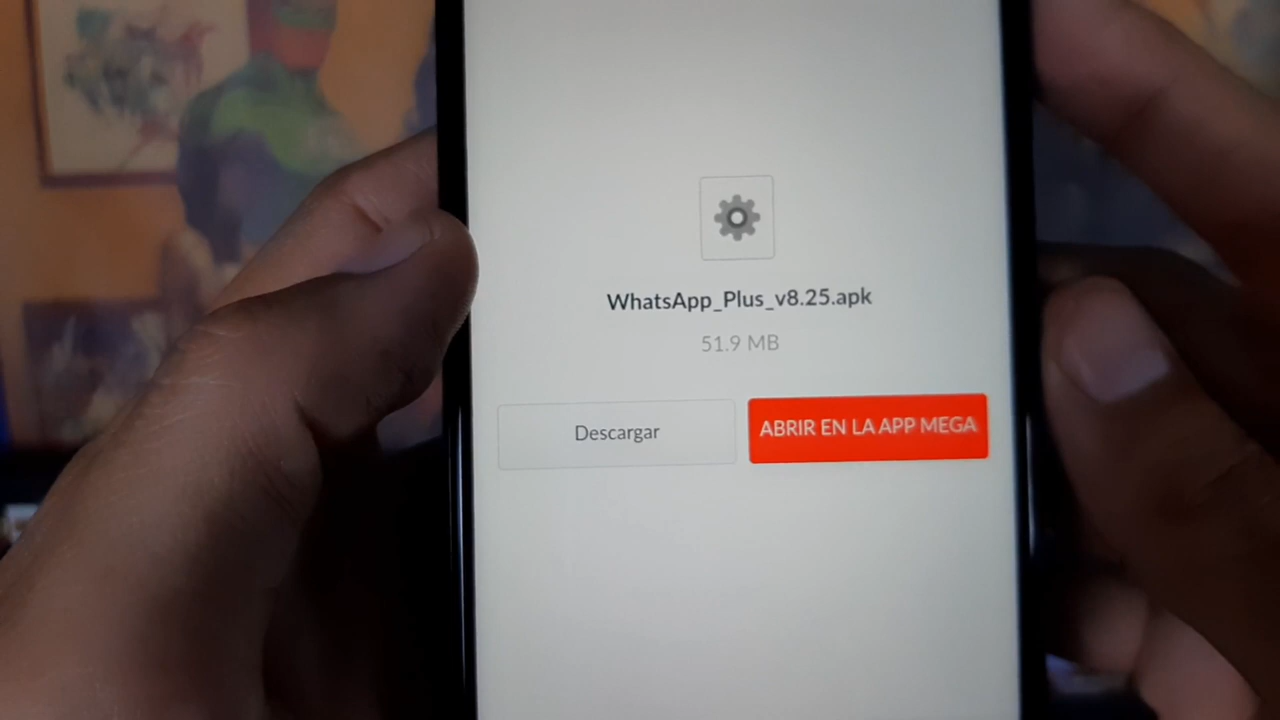 WhatsApp_Plus_v8.25.apk
51.9 MB
Descargar
ABRIR EN LA APP MEGA